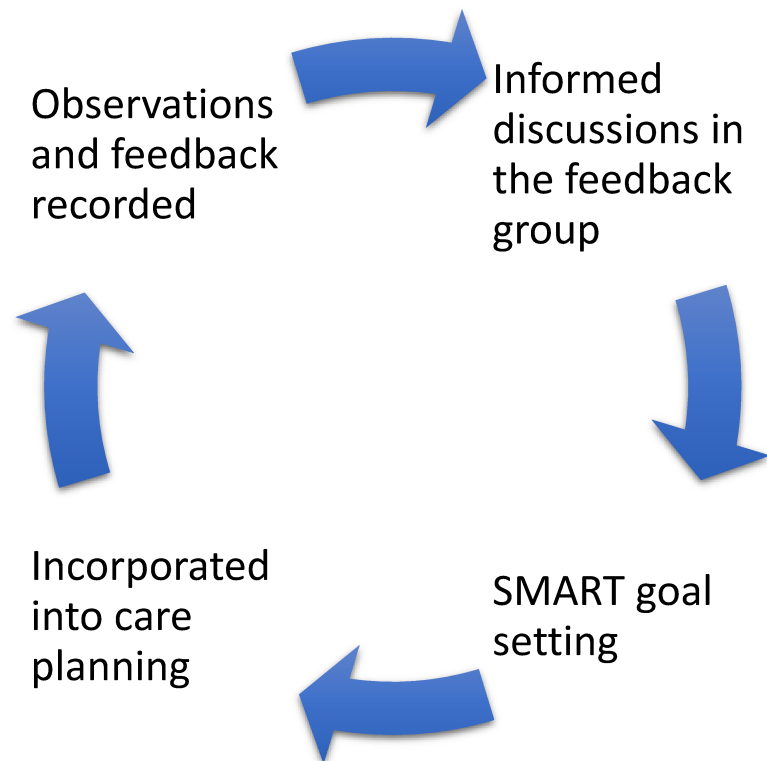 Observations
and feedback
recorded
Informed
discussions in
the feedback
group
SMART goal
setting
Incorporated
into care
planning